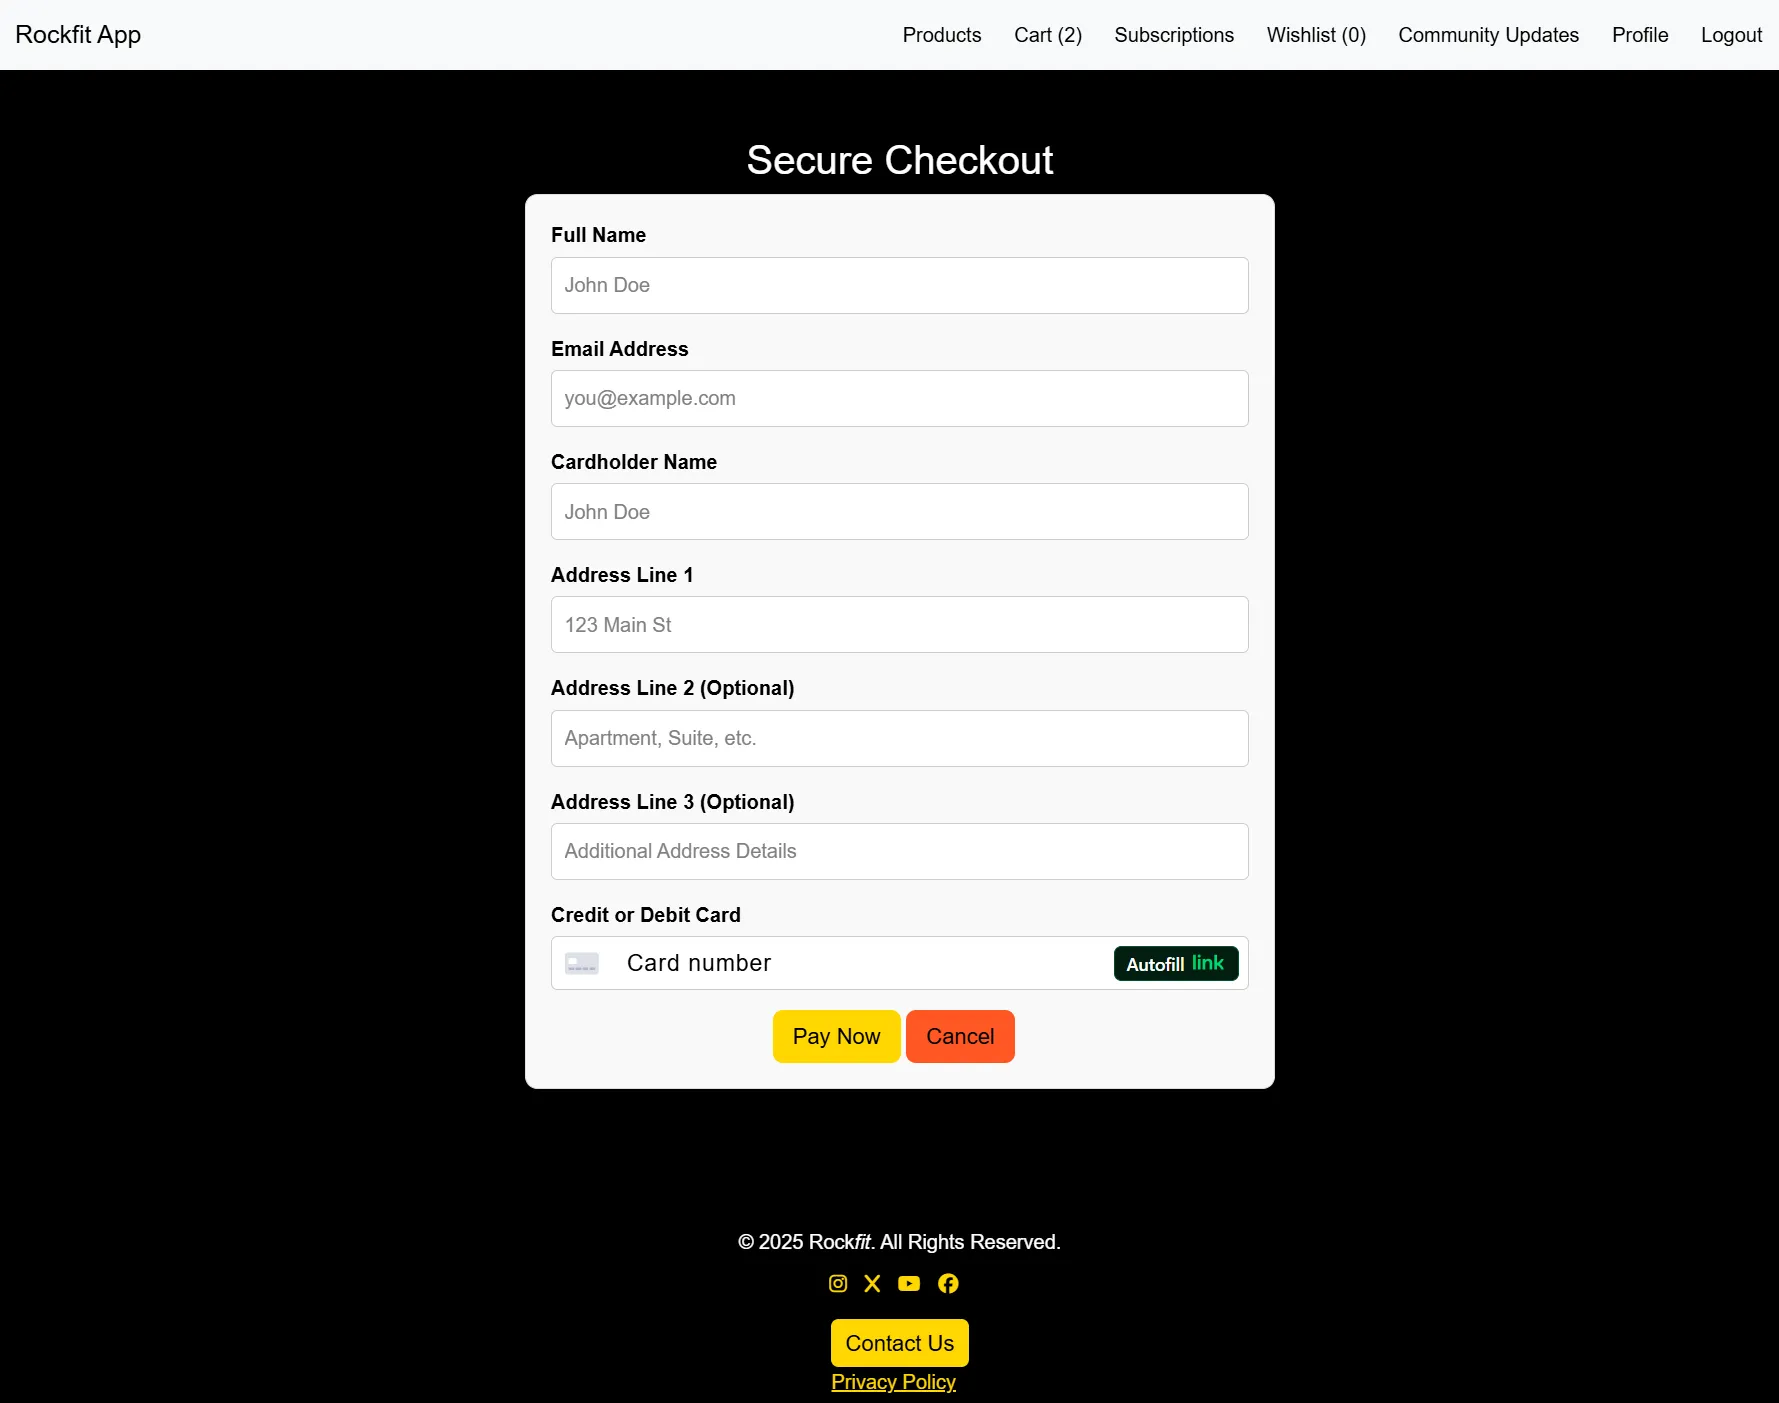 Rockfit App
Products Cart (2) Subscriptions Wishlist (0) Community Updates Profile Logout
Secure Checkout
Full Name
John Doe
Email Address
you@example.com
Cardholder Name
John Doe
Address Line 1
123 Main St
Address Line 2 (Optional)
Apartment, Suite, etc.
Address Line 3 (Optional)
Additional Address Details
Credit or Debit Card
Card number Autofill link
Pay Now Cancel
© 2025 Rockfit. All Rights Reserved.
Contact Us
Privacy Policy